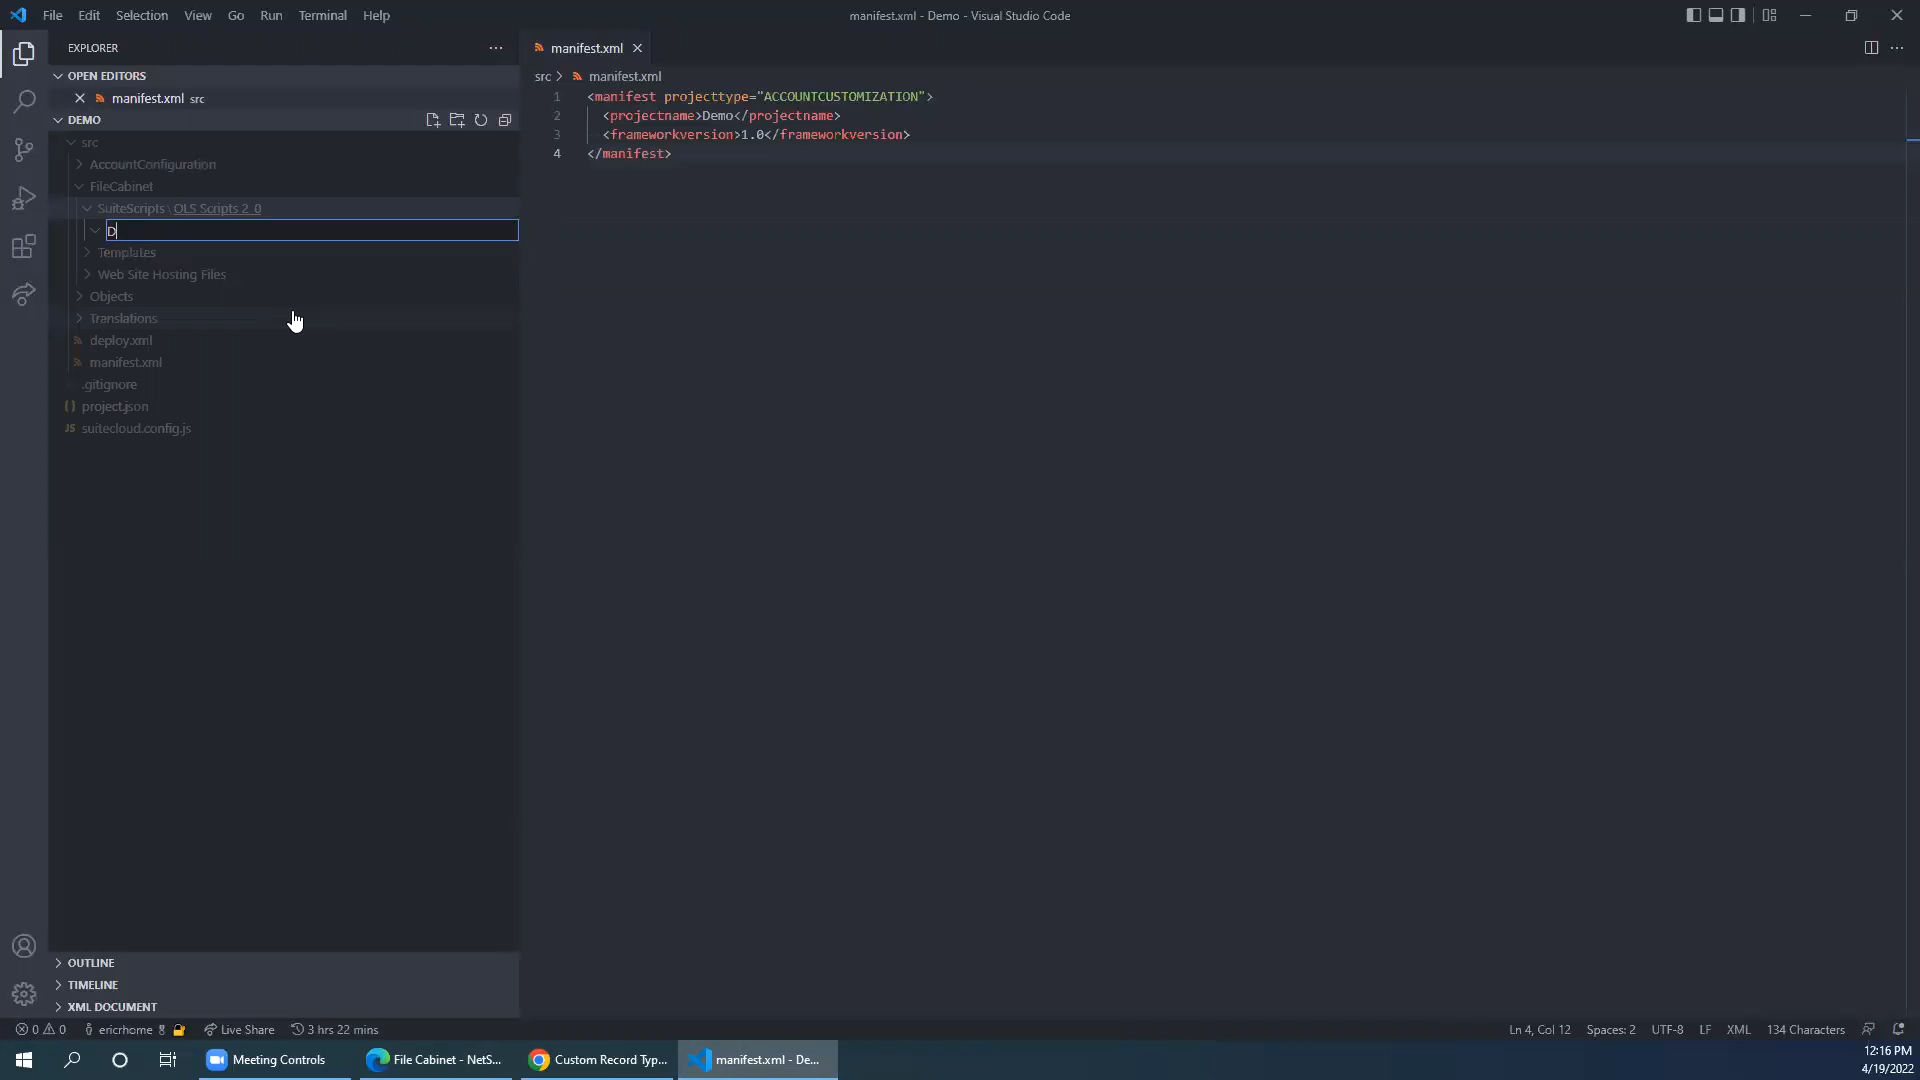 File Edit Selection View Go Run Terminal Help
manifest.xml - Demo - Visual Studio Code
EXPLORER
OPEN EDITORS
manifest.xml src
DEMO
src
AccountConfiguration
FileCabinet
SuiteScripts \ OLS Scripts 2_0
D
Templates
Web Site Hosting Files
Objects
Translations
deploy.xml
manifest.xml
.gitignore
{} project.json
JS suitecloud.config.js
OUTLINE
TIMELINE
XML DOCUMENT
manifest.xml
src > manifest.xml
1 <manifest projecttype="ACCOUNTCUSTOMIZATION">
2 <projectname>Demo</projectname>
3 <frameworkversion>1.0</frameworkversion>
4 </manifest>
0 0 ericrhome Live Share 3 hrs 22 mins
Ln 4, Col 12 Spaces: 2 UTF-8 LF XML 134 Characters
Meeting Controls
File Cabinet - NetS...
Custom Record Typ...
manifest.xml - De...
12:16 PM
4/19/2022